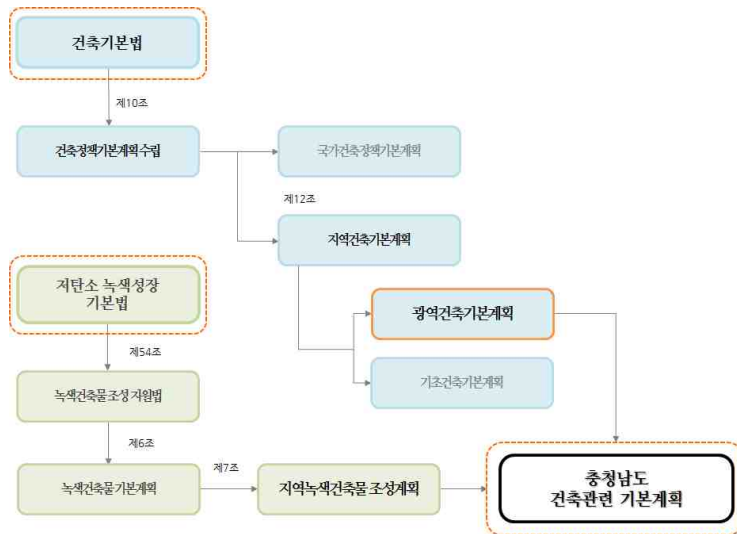 건축기본법
제10조
건축정책기본계획수립
국가건축정책기본계획
제12조
지역건축기본계획
저탄소 녹색성장
기본법
광역건축기본계획
제54조
기초건축기본계획
녹색건축물 조성 지원법
제6조
녹색건축물 기본계획
제7조
지역녹색건축물 조성계획
충청남도
건축관련 기본계획